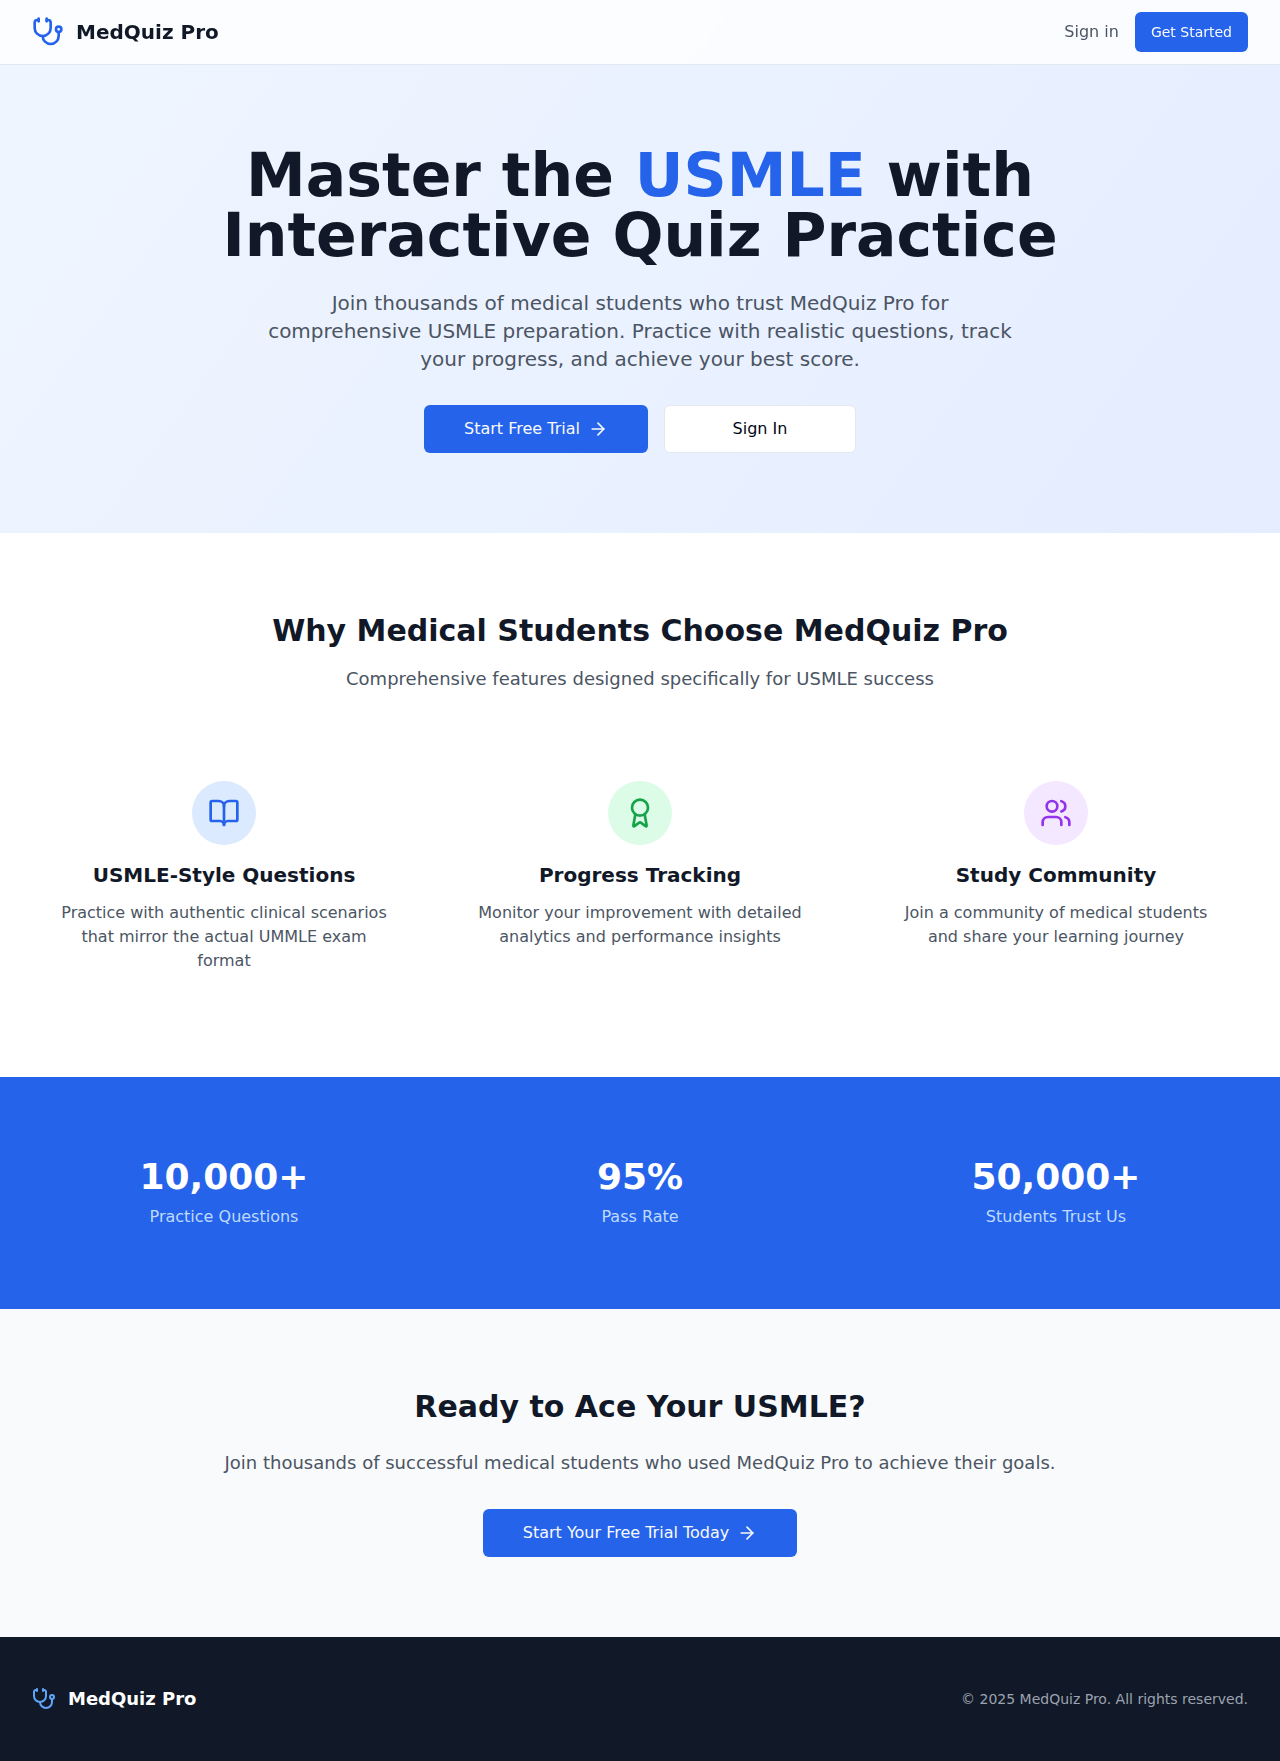 MedQuiz Pro
Sign in
Get Started
Master the USMLE with
Interactive Quiz Practice
Join thousands of medical students who trust MedQuiz Pro for
comprehensive USMLE preparation. Practice with realistic questions, track
your progress, and achieve your best score.
Start Free Trial
Sign In
Why Medical Students Choose MedQuiz Pro
Comprehensive features designed specifically for USMLE success
USMLE-Style Questions
Practice with authentic clinical scenarios
that mirror the actual UMMLE exam
format
Progress Tracking
Monitor your improvement with detailed
analytics and performance insights
Study Community
Join a community of medical students
and share your learning journey
10,000+
Practice Questions
95%
Pass Rate
50,000+
Students Trust Us
Ready to Ace Your USMLE?
Join thousands of successful medical students who used MedQuiz Pro to achieve their goals.
Start Your Free Trial Today
MedQuiz Pro
© 2025 MedQuiz Pro. All rights reserved.